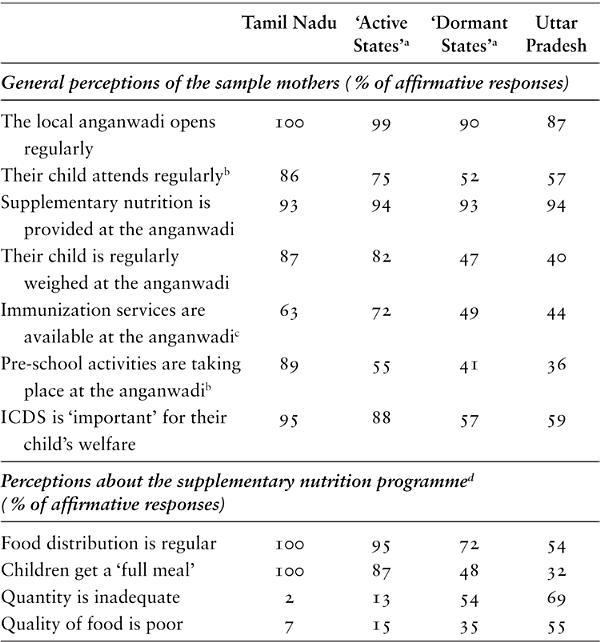 Tamil Nadu ‘Active ‘Dormant Uttar
States’a States’a Pradesh
General perceptions of the sample mothers (% of affirmative responses)
The local anganwadi opens 100 99 90 87
regularly
Their child attends regularlyb 86 75 52 57
Supplementary nutrition is 93 94 93 94
provided at the anganwadi
Their child is regularly 87 82 47 40
weighed at the anganwadi
Immunization services are 63 72 49 44
available at the anganwadic
Pre-school activities are taking 89 55 41 36
place at the anganwadib
ICDS is ‘important’ for their 95 88 57 59
child’s welfare
Perceptions about the supplementary nutrition programmed
(% of affirmative responses)
Food distribution is regular 100 95 72 54
Children get a ‘full meal’ 100 87 48 32
Quantity is inadequate 2 13 54 69
Quality of food is poor 7 15 35 55